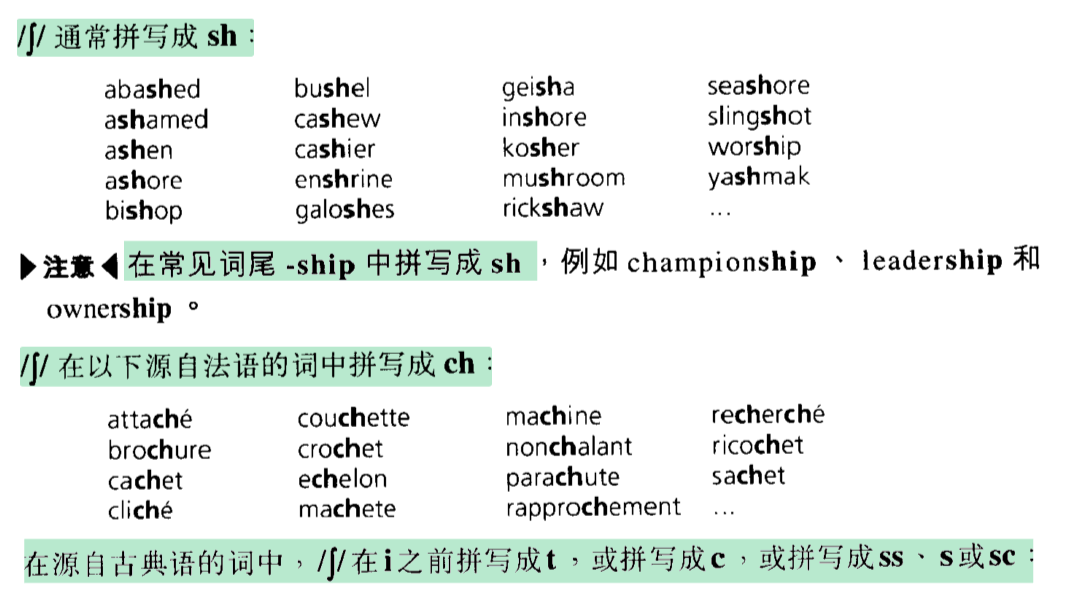 /ʃ/ 通常拼写成 sh：
abashed bushel geisha seashore
ashamed cashew inshore slingshot
ashen cashier kosher worship
ashore enshrine mushroom yashmak
bishop galoshes rickshaw ...
▶注意◀ 在常见词尾 -ship 中拼写成 sh，例如 championship、leadership 和
ownership。
/ʃ/ 在以下源自法语的词中拼写成 ch：
attaché couchette machine recherché
brochure crochet nonchalant ricochet
cachet echelon parachute sachet
cliché machete rapprochement ...
在源自古典语的词中，/ʃ/ 在 i 之前拼写成 t，或拼写成 c，或拼写成 ss、s 或 sc：